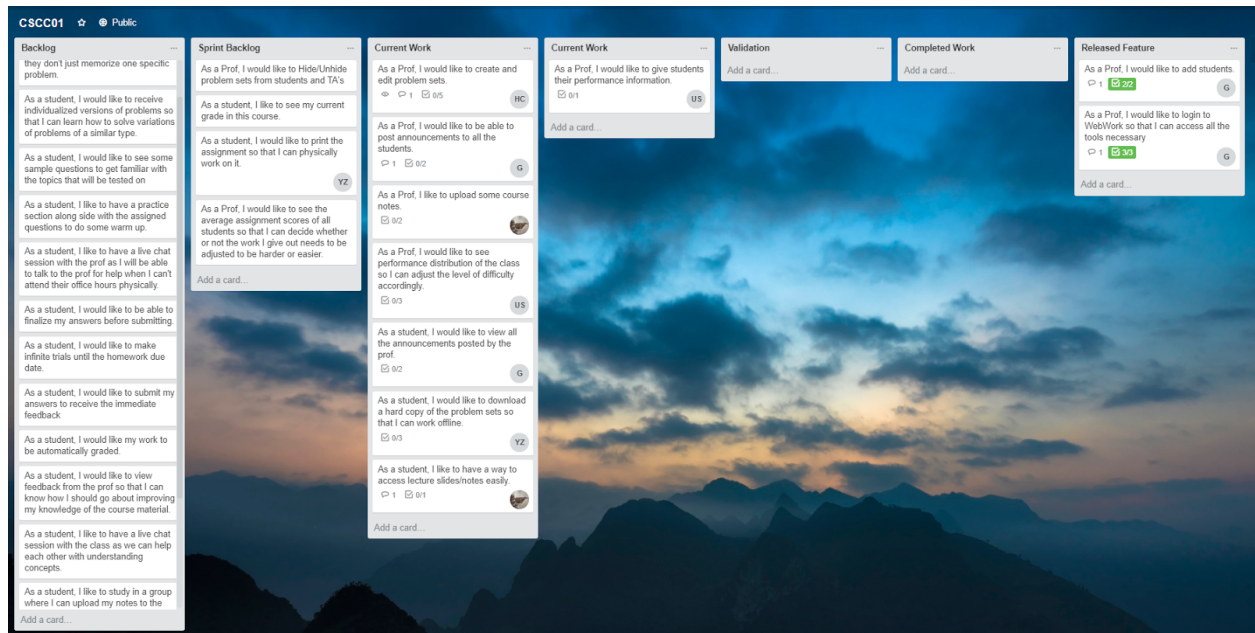 CSCC01
Public
Backlog
they don't just memorize one specific
problem.
As a student, I would like to receive
individualized versions of problems so
that I can learn how to solve variations
of problems of a similar type.
As a student, I would like to see some
sample questions to get familiar with
the topics that will be tested on
As a student, I like to have a practice
section along side with the assigned
questions to do some warm up.
As a student, I like to have a live chat
session with the prof as I will be able
to talk to the prof for help when I can't
attend their office hours physically.
As a student, I would like to be able to
finalize my answers before submitting.
As a student, I would like to make
infinite trials until the homework due
date.
As a student, I would like to submit my
answers to receive the immediate
feedback
As a student, I would like my work to
be automatically graded.
As a student, I would like to view
feedback from the prof so that I can
know how I should go about improving
my knowledge of the course material.
As a student, I like to have a live chat
session with the class as we can help
each other with understanding
concepts.
As a student, I like to study in a group
where I can upload my notes to the
Add a card...
Sprint Backlog
As a Prof, I would like to Hide/Unhide
problem sets from students and TA's
As a student, I like to see my current
grade in this course.
As a student, I would like to print the
assignment so that I can physically
work on it.
YZ
As a Prof, I would like to see the
average assignment scores of all
students so that I can decide whether
or not the work I give out needs to be
adjusted to be harder or easier.
Add a card...
Current Work
As a Prof, I would like to create and
edit problem sets.
1 0/5
HC
As a Prof, I would like to be able to
post announcements to all the
students.
1 0/2
G
As a Prof, I like to upload some course
notes.
0/2
As a Prof, I would like to see
performance distribution of the class
so I can adjust the level of difficulty
accordingly.
0/3
US
As a student, I would like to view all
the announcements posted by the
prof.
0/2
G
As a student, I would like to download
a hard copy of the problem sets so
that I can work offline.
0/3
YZ
As a student, I like to have a way to
access lecture slides/notes easily.
1 0/1
Add a card...
Current Work
As a Prof, I would like to give students
their performance information.
0/1
US
Add a card...
Validation
Add a card...
Completed Work
Add a card...
Released Feature
As a Prof, I would like to add students.
1 2/2
G
As a Prof, I would like to login to
WebWork so that I can access all the
tools necessary
1 3/3
G
Add a card...